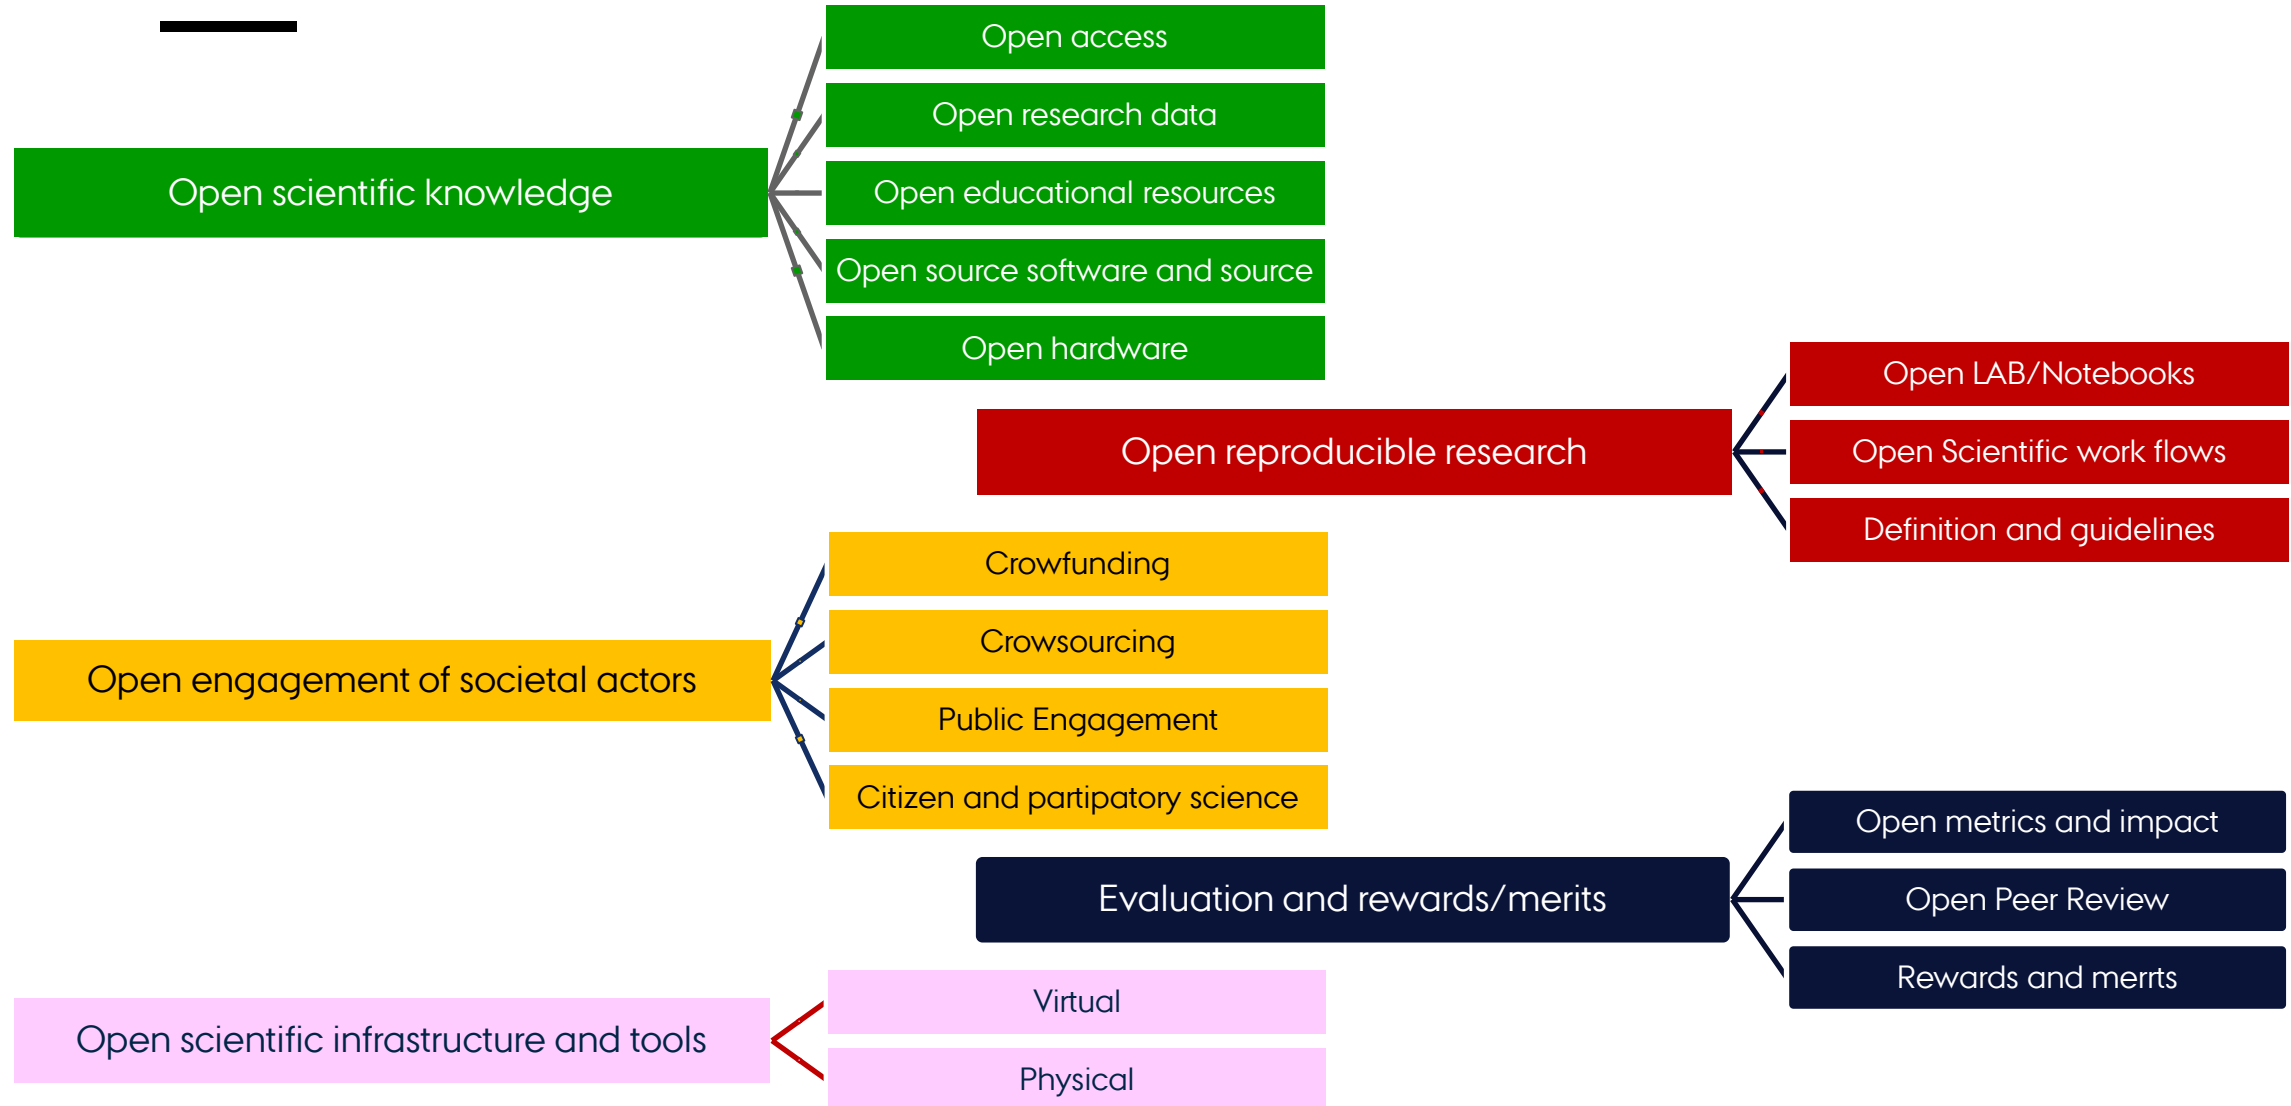 Open scientific knowledge
Open access
Open research data
Open educational resources
Open source software and source
Open hardware
Open reproducible research
Open LAB/Notebooks
Open Scientific work flows
Definition and guidelines
Open engagement of societal actors
Crowfunding
Crowsourcing
Public Engagement
Citizen and partipatory science
Evaluation and rewards/merits
Open metrics and impact
Open Peer Review
Rewards and merrts
Open scientific infrastructure and tools
Virtual
Physical